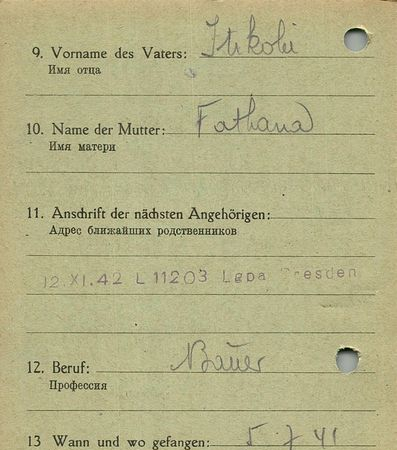 9. Vorname des Vaters:
Имя отца
10. Name der Mutter: Fathana
Имя матери
11. Anschrift der nächsten Angehörigen:
Адрес ближайших родственников
12.XI.42 L 11203 Lepa Dresden
12. Beruf: Bauer
Профессия
13 Wann und wo gefangen: 5 7 41